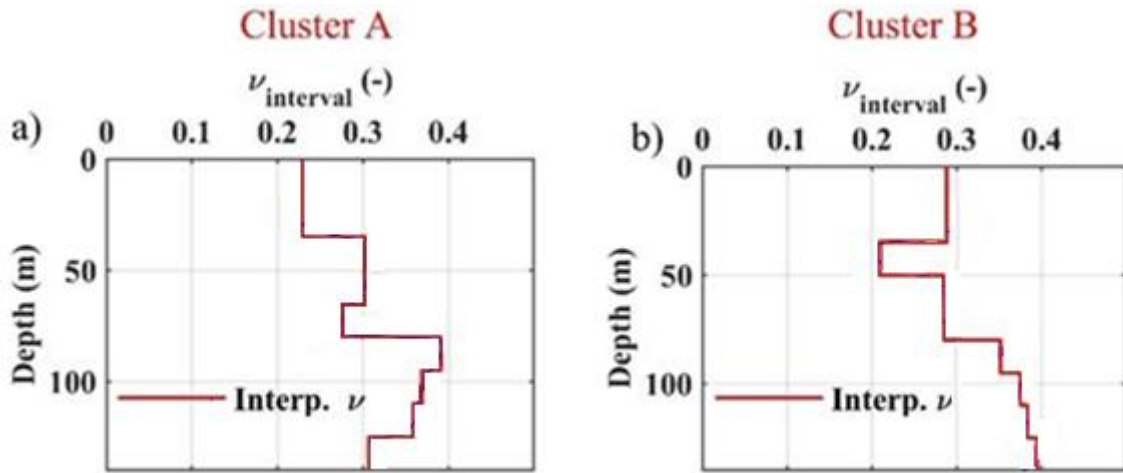 Cluster A
ν interval (-)
a)
0 0.1 0.2 0.3 0.4
0
50
100
Depth (m)
Interp. ν
Cluster B
ν interval (-)
b)
0 0.1 0.2 0.3 0.4
0
50
100
Depth (m)
Interp. ν